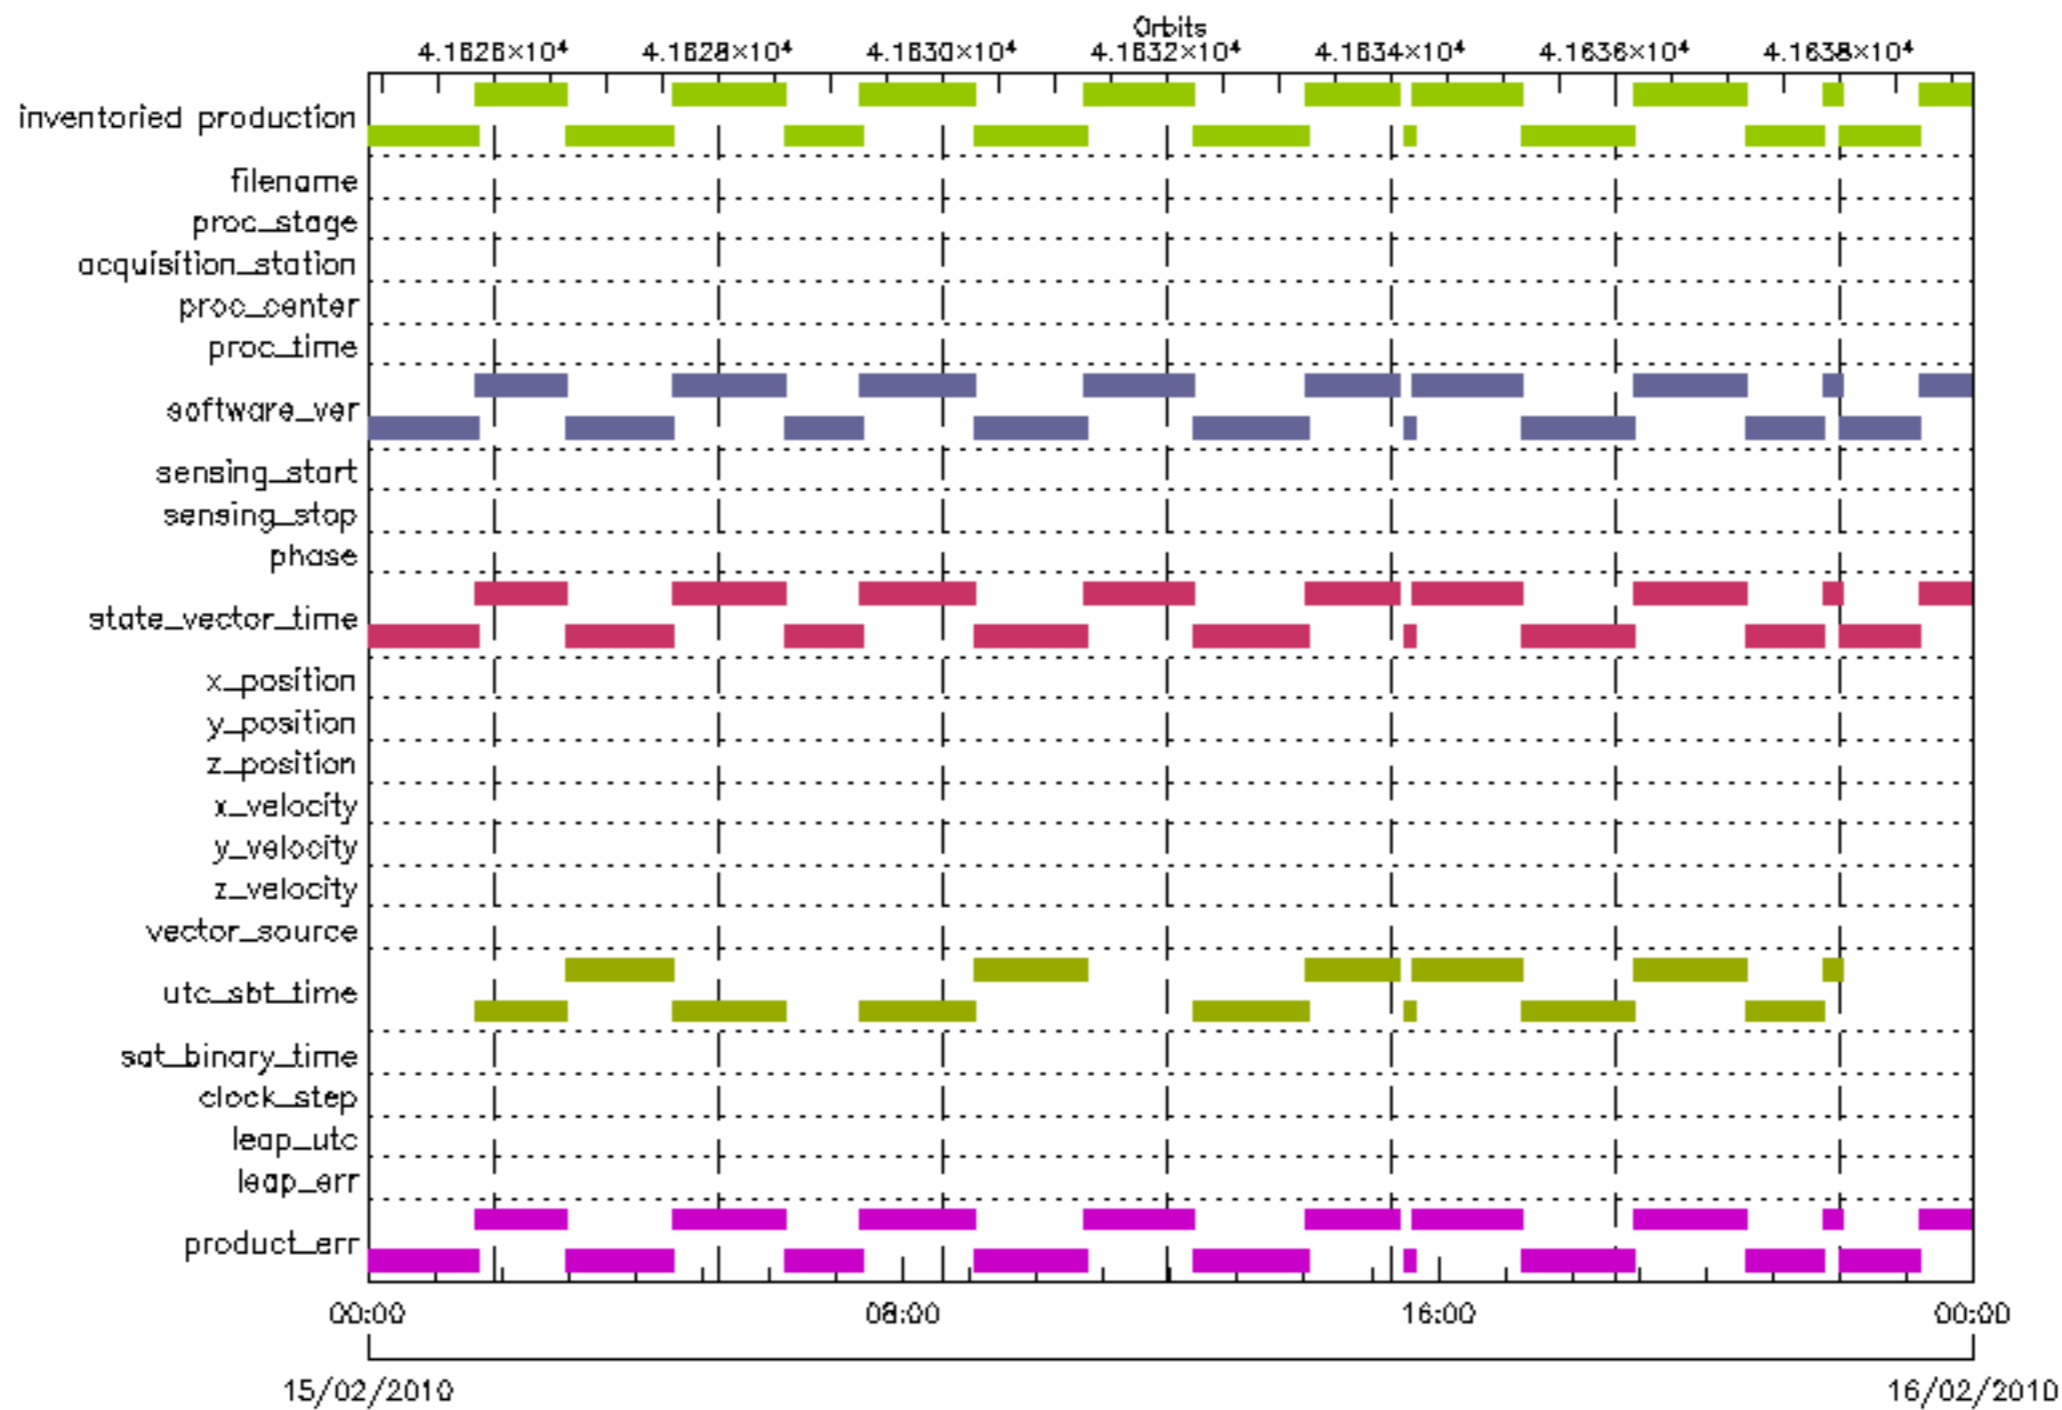 Orbits
4.1626×10⁴ 4.1628×10⁴ 4.1630×10⁴ 4.1632×10⁴ 4.1634×10⁴ 4.1636×10⁴ 4.1638×10⁴
inventoried production
filename
proc_stage
acquisition_station
proc_center
proc_time
software_ver
sensing_start
sensing_stop
phase
state_vector_time
x_position
y_position
z_position
x_velocity
y_velocity
z_velocity
vector_source
utc_sbt_time
sat_binary_time
clock_step
leap_utc
leap_err
product_err
00:00 08:00 16:00 00:00
15/02/2010 16/02/2010